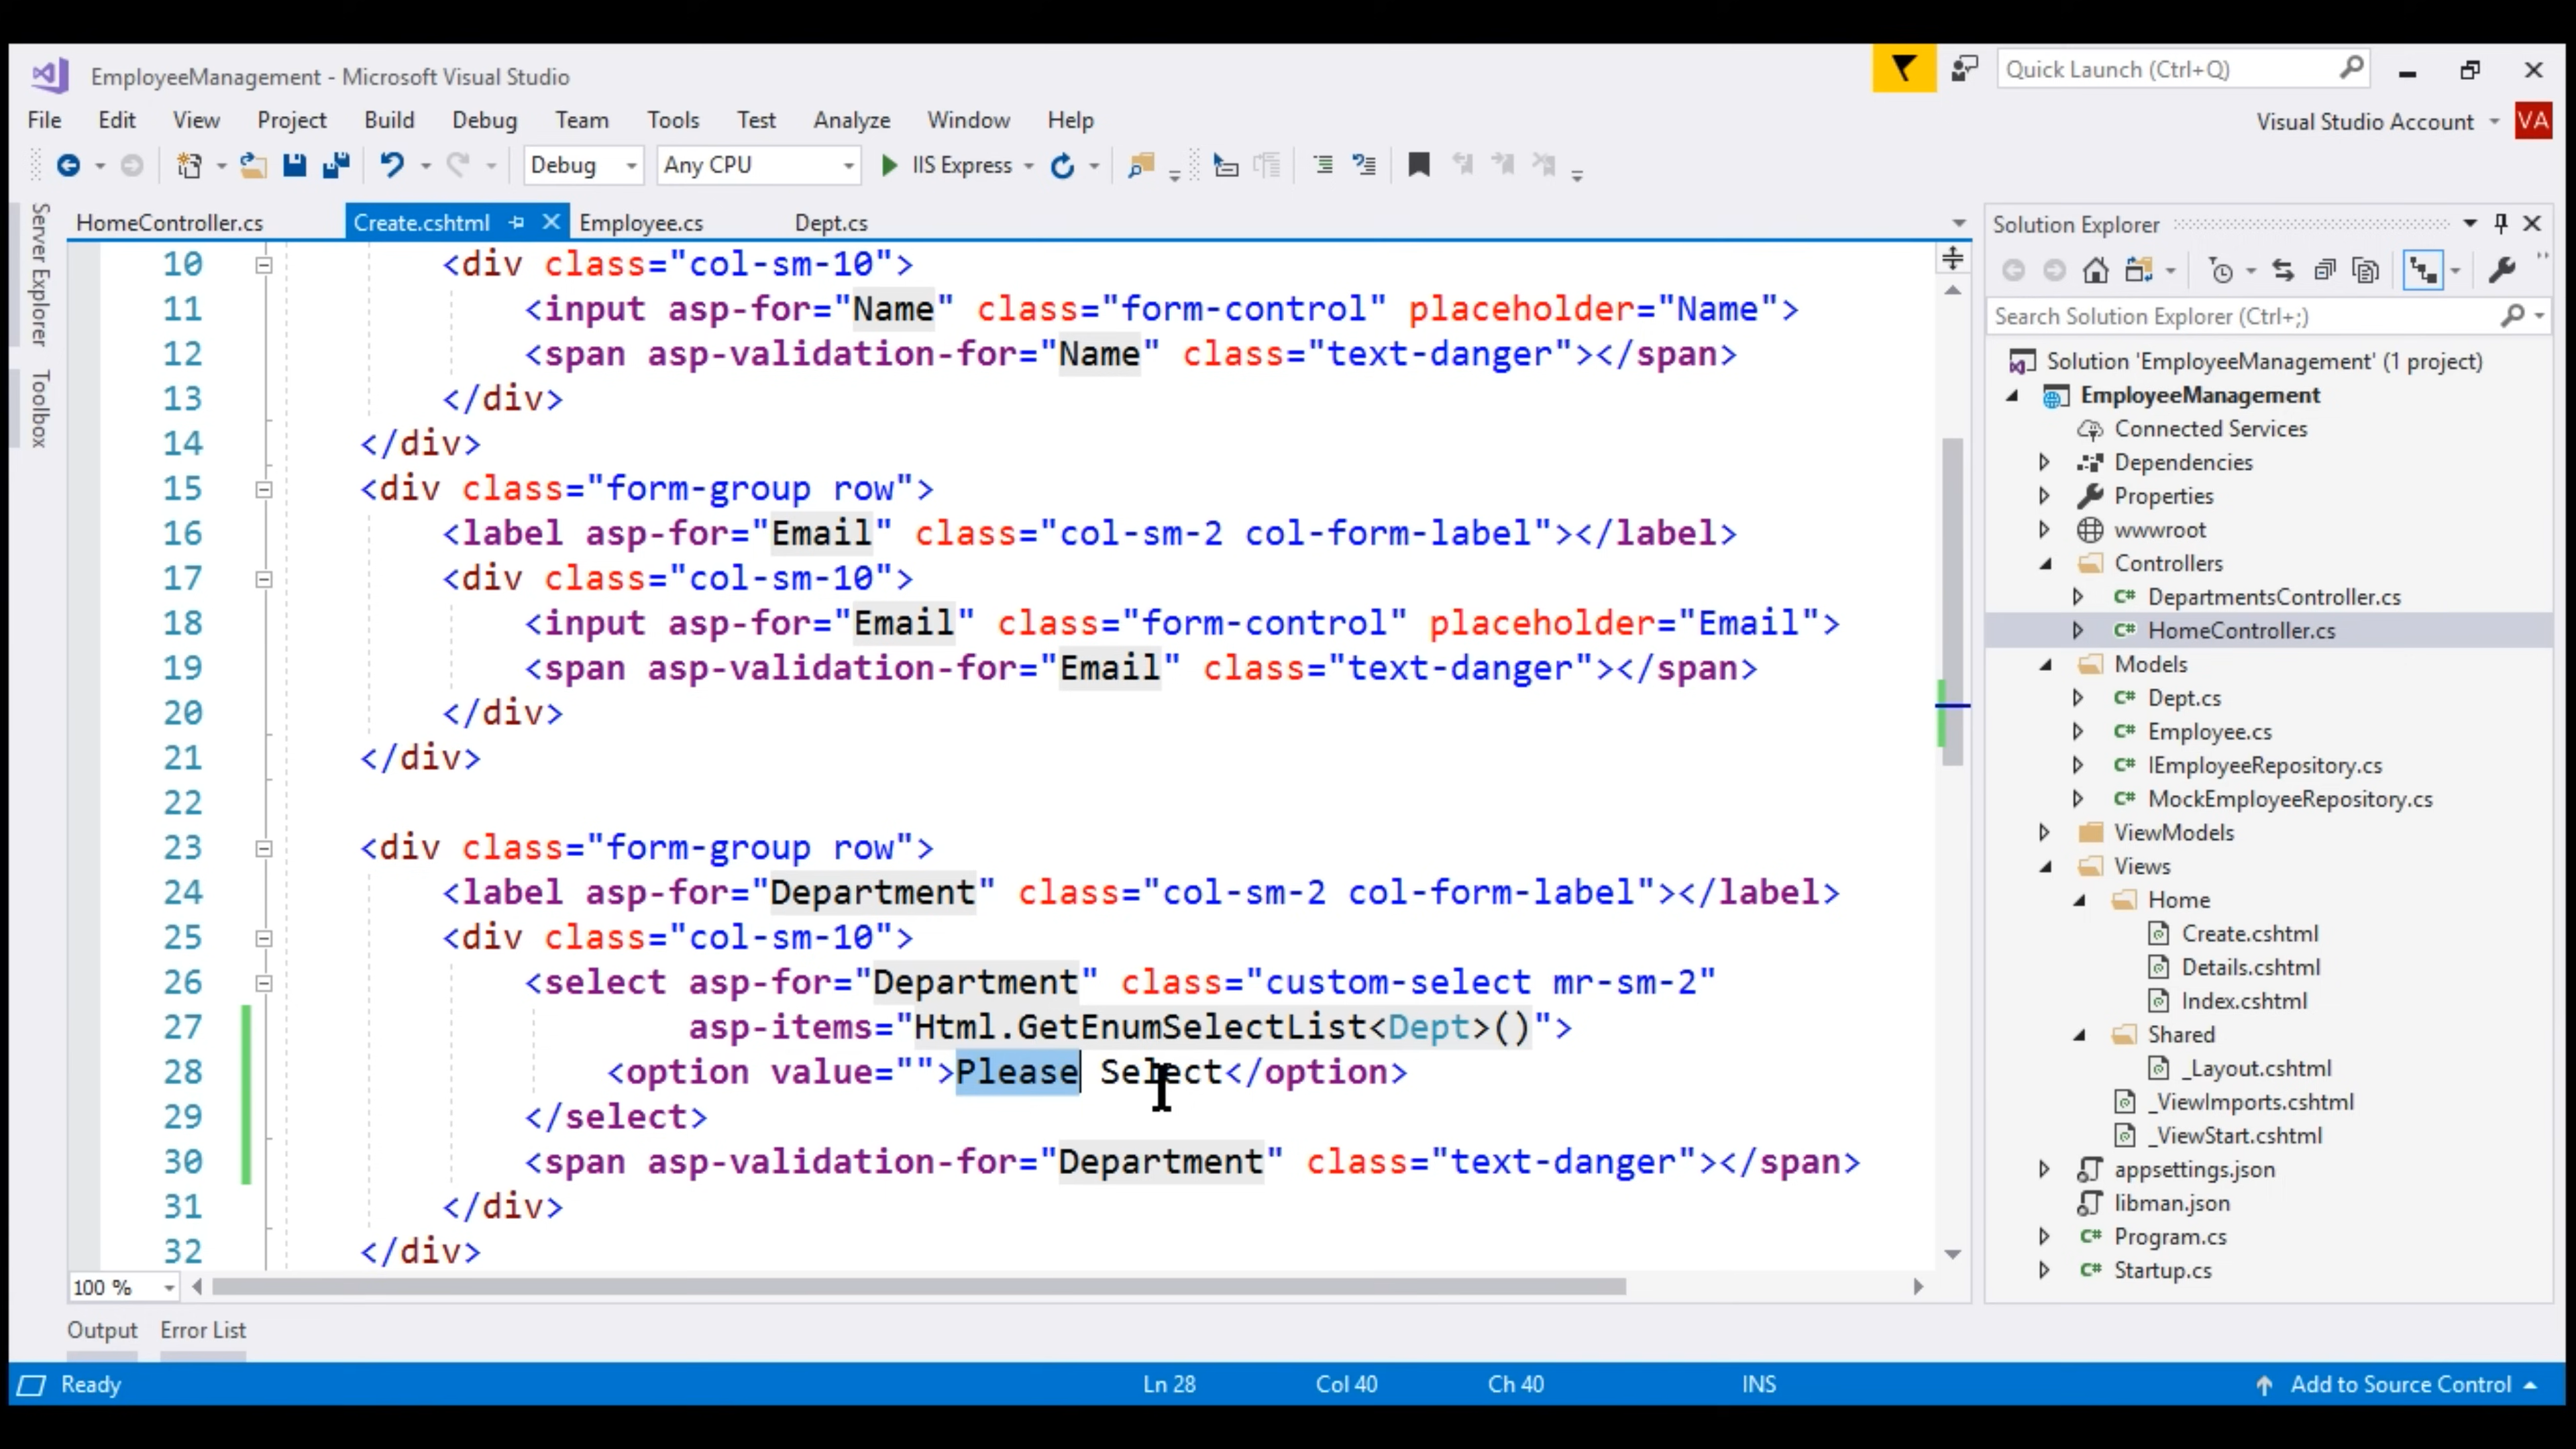 EmployeeManagement - Microsoft Visual Studio
Quick Launch (Ctrl+Q)
File Edit View Project Build Debug Team Tools Test Analyze Window Help
Visual Studio Account VA
Debug Any CPU IIS Express
Server Explorer
Toolbox
HomeController.cs Create.cshtml Employee.cs Dept.cs
10 <div class="col-sm-10">
11 <input asp-for="Name" class="form-control" placeholder="Name">
12 <span asp-validation-for="Name" class="text-danger"></span>
13 </div>
14 </div>
15 <div class="form-group row">
16 <label asp-for="Email" class="col-sm-2 col-form-label"></label>
17 <div class="col-sm-10">
18 <input asp-for="Email" class="form-control" placeholder="Email">
19 <span asp-validation-for="Email" class="text-danger"></span>
20 </div>
21 </div>
22
23 <div class="form-group row">
24 <label asp-for="Department" class="col-sm-2 col-form-label"></label>
25 <div class="col-sm-10">
26 <select asp-for="Department" class="custom-select mr-sm-2"
27 asp-items="Html.GetEnumSelectList<Dept>()">
28 <option value="">Please Select</option>
29 </select>
30 <span asp-validation-for="Department" class="text-danger"></span>
31 </div>
32 </div>
100 %
Output Error List
Ready Ln 28 Col 40 Ch 40 INS Add to Source Control
Solution Explorer
Search Solution Explorer (Ctrl+;)
Solution 'EmployeeManagement' (1 project)
EmployeeManagement
Connected Services
Dependencies
Properties
wwwroot
Controllers
C# DepartmentsController.cs
C# HomeController.cs
Models
C# Dept.cs
C# Employee.cs
C# IEmployeeRepository.cs
C# MockEmployeeRepository.cs
ViewModels
Views
Home
Create.cshtml
Details.cshtml
Index.cshtml
Shared
_Layout.cshtml
_ViewImports.cshtml
_ViewStart.cshtml
appsettings.json
libman.json
C# Program.cs
C# Startup.cs